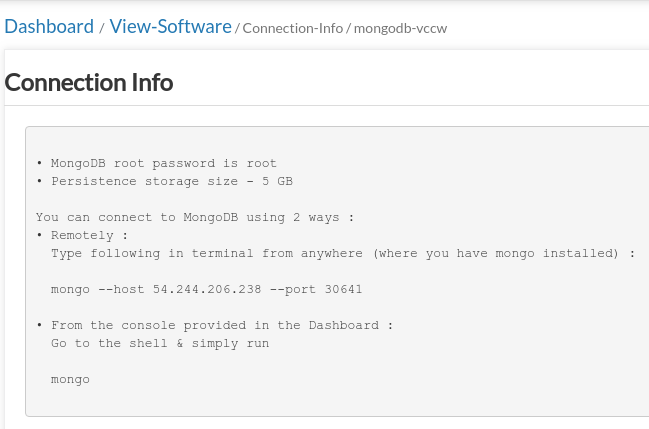 Dashboard / View-Software / Connection-Info / mongodb-vccw
Connection Info
• MongoDB root password is root
• Persistence storage size - 5 GB
You can connect to MongoDB using 2 ways :
• Remotely :
Type following in terminal from anywhere (where you have mongo installed) :
mongo --host 54.244.206.238 --port 30641
• From the console provided in the Dashboard :
Go to the shell & simply run
mongo